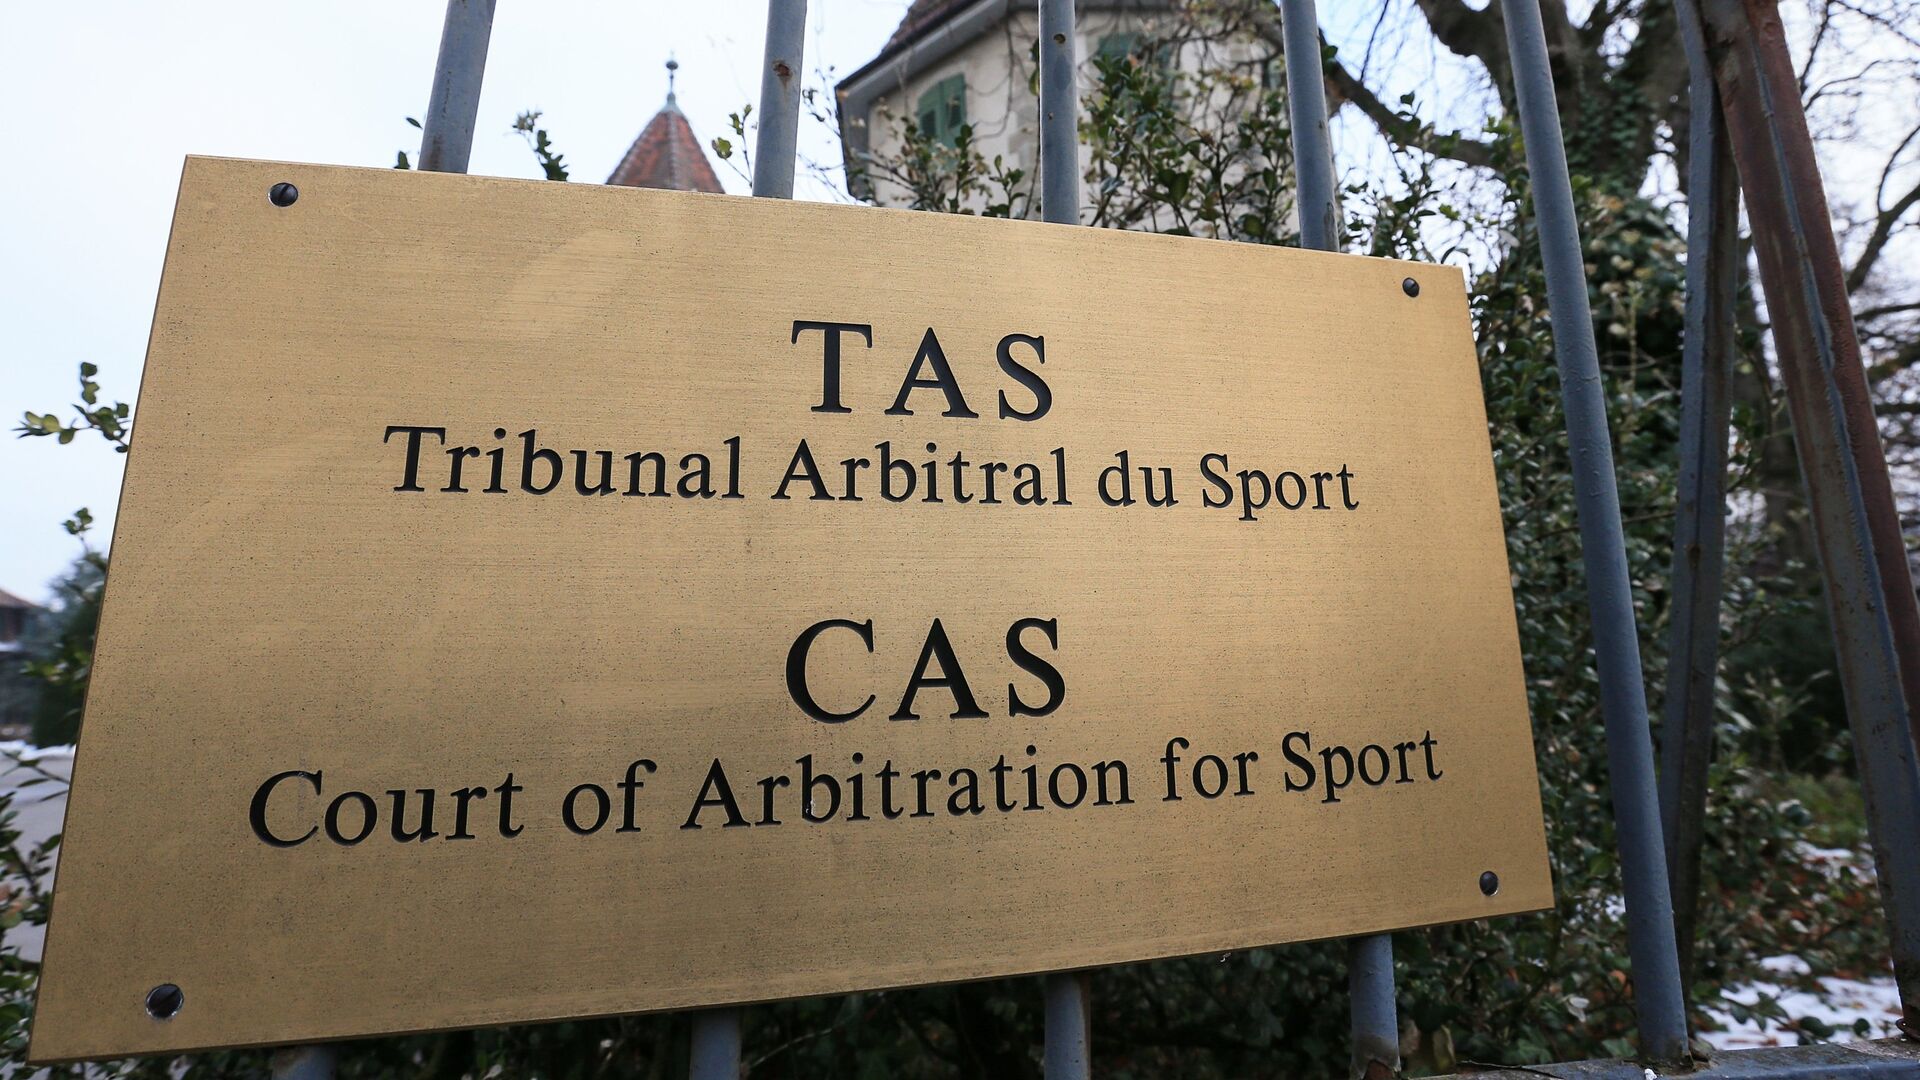 TAS
Tribunal Arbitral du Sport
CAS
Court of Arbitration for Sport